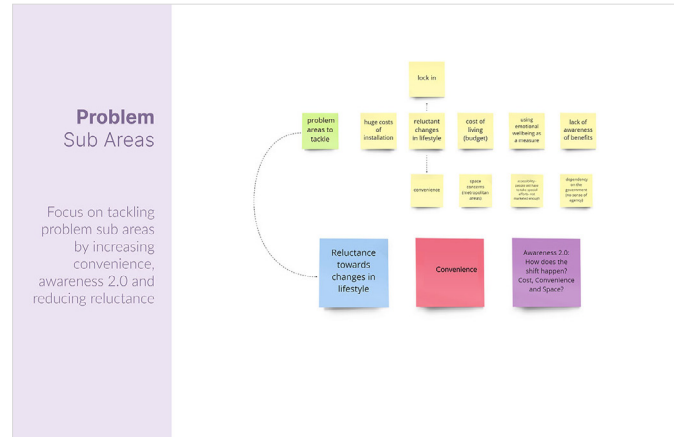 Problem
Sub Areas
Focus on tackling
problem sub areas
by increasing
convenience,
awareness 2.0 and
reducing reluctance
lock in
problem
areas to
tackle
huge costs of
installation
reluctant
changes
in lifestyle
cost of
living
(budget)
using
emotional
wellbeing as
a measure
lack of
awareness
of benefits
convenience
space
concerns
(metropolitan
areas)
dependency
on the
government
(no sense of
agency)
Reluctance
towards
changes in
lifestyle
Convenience
Awareness 2.0:
How does the
shift happen?
Cost, Convenience
and Space?